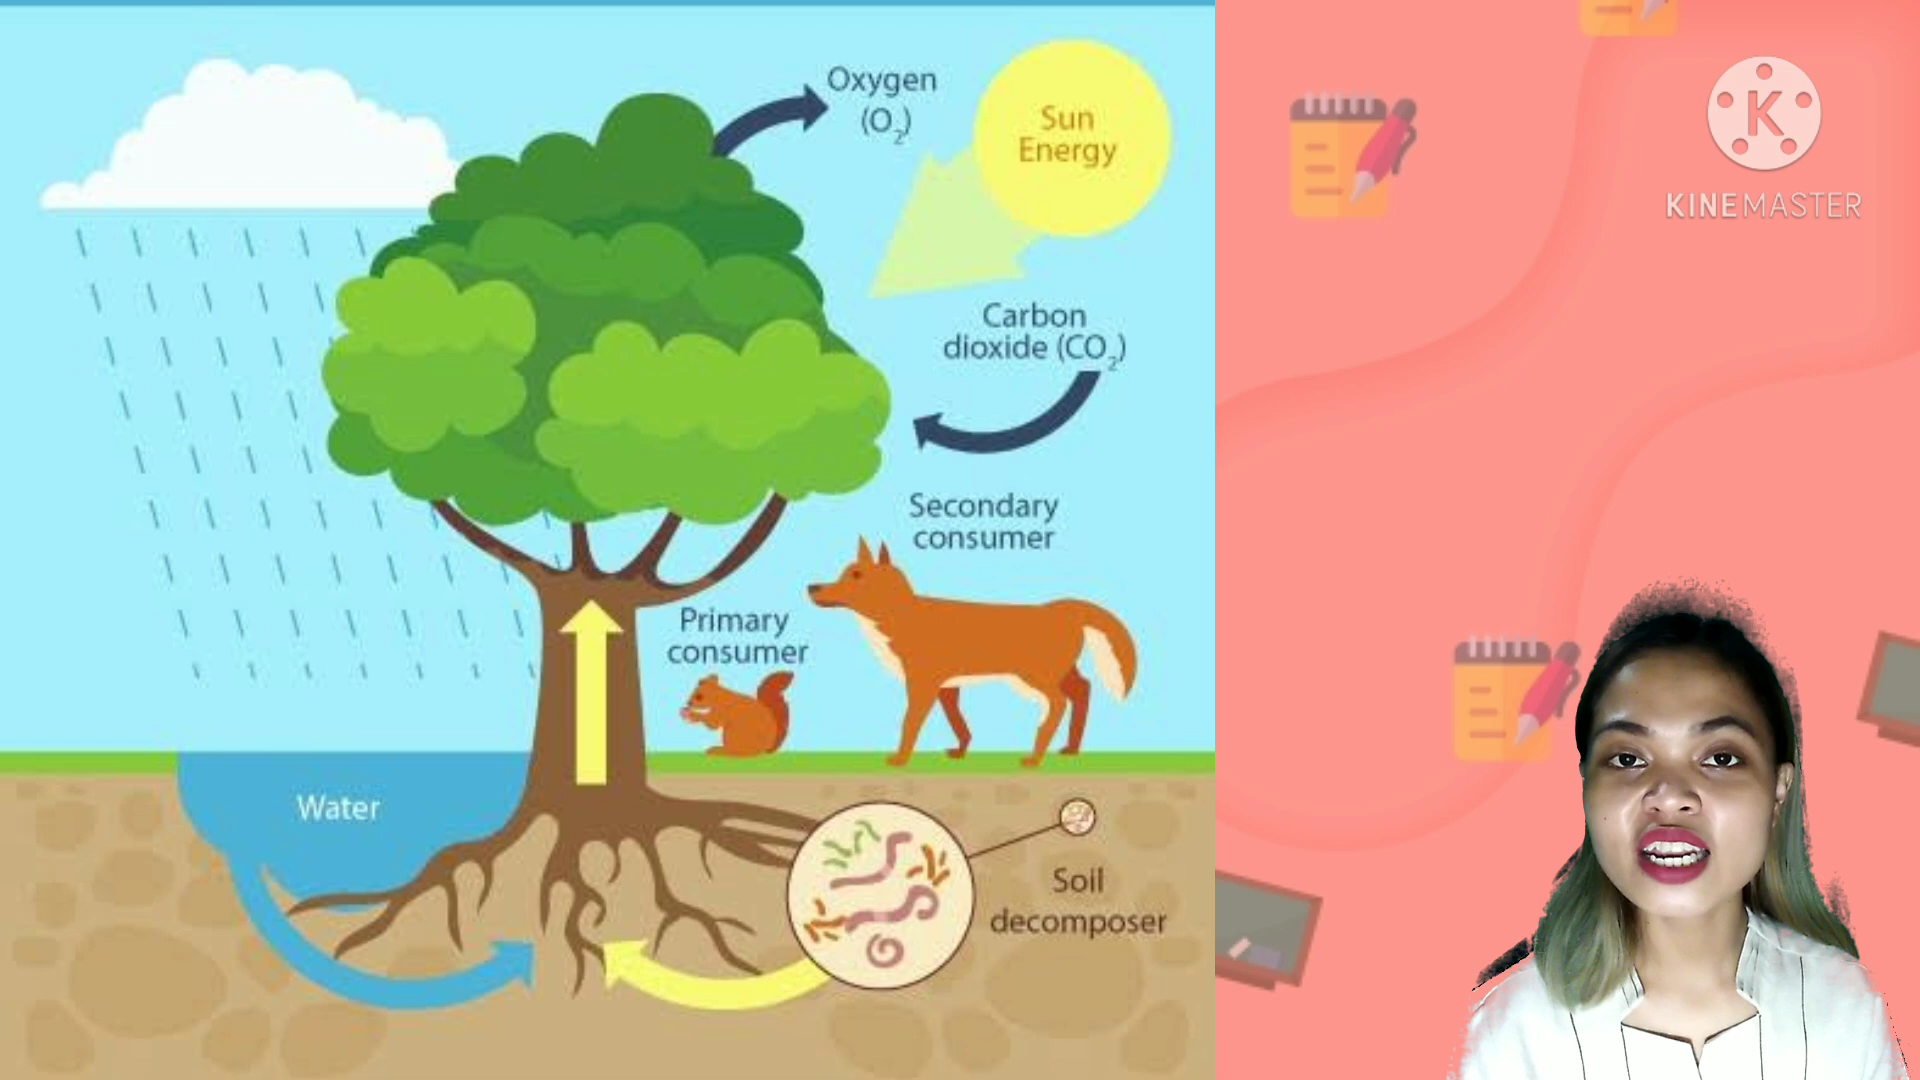 Oxygen
(O₂)
Sun
Energy
Carbon
dioxide (CO₂)
Secondary
consumer
Primary
consumer
Water
Soil
decomposer
K
KINEMASTER